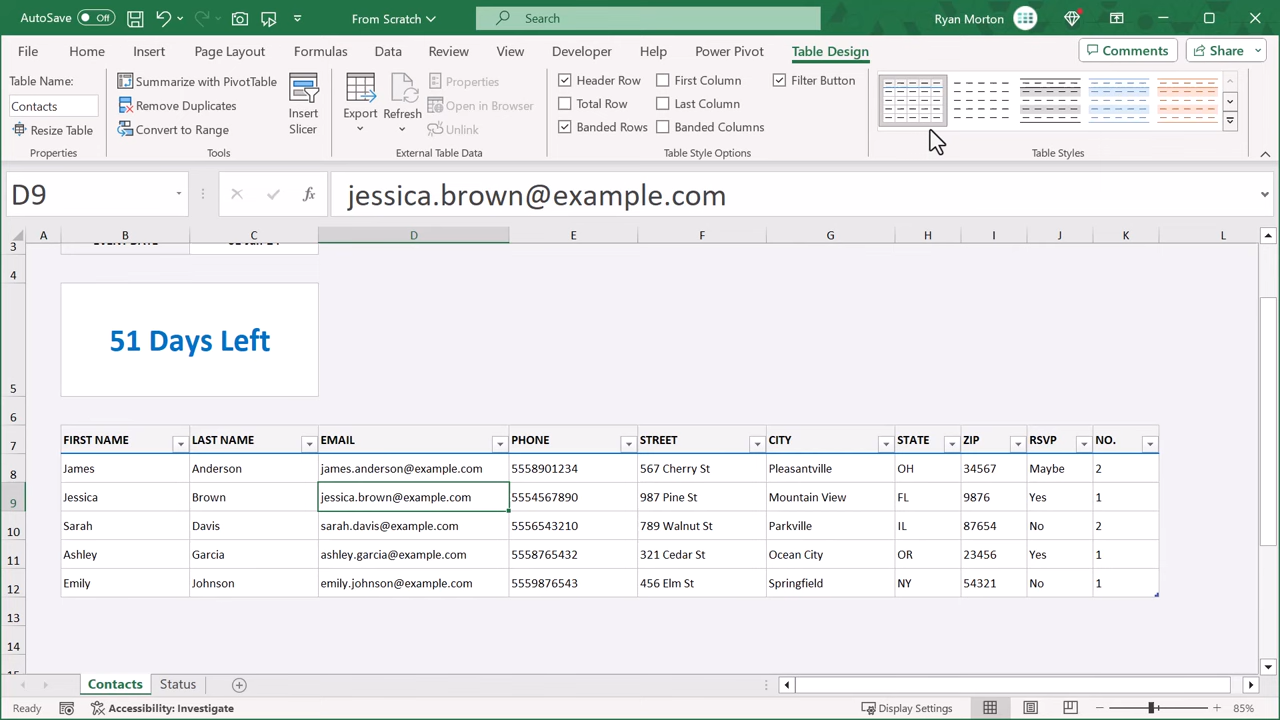 AutoSave Off From Scratch Search Ryan Morton
File Home Insert Page Layout Formulas Data Review View Developer Help Power Pivot Table Design Comments Share
Table Name: Summarize with PivotTable Properties Header Row First Column Filter Button
Contacts Remove Duplicates Insert Slicer Export Refresh Open in Browser Total Row Last Column
Resize Table Convert to Range Unlink Banded Rows Banded Columns
Properties Tools External Table Data Table Style Options Table Styles
D9 fx jessica.brown@example.com
A B C D E F G H I J K L
3
4
51 Days Left
5
6
7 FIRST NAME LAST NAME EMAIL PHONE STREET CITY STATE ZIP RSVP NO.
8 James Anderson james.anderson@example.com 5558901234 567 Cherry St Pleasantville OH 34567 Maybe 2
9 Jessica Brown jessica.brown@example.com 5554567890 987 Pine St Mountain View FL 9876 Yes 1
10 Sarah Davis sarah.davis@example.com 5556543210 789 Walnut St Parkville IL 87654 No 2
11 Ashley Garcia ashley.garcia@example.com 5558765432 321 Cedar St Ocean City OR 23456 Yes 1
12 Emily Johnson emily.johnson@example.com 5559876543 456 Elm St Springfield NY 54321 No 1
13
14
Contacts Status
Ready Accessibility: Investigate Display Settings 85%